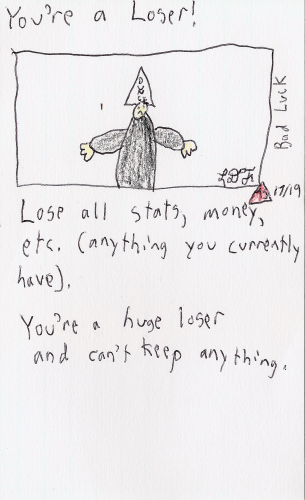 You're a Loser!
DUNCE
Bad Luck
17/19
Lose all stats, money,
etc. (anything you currently
have).
You're a huge loser
and can't keep anything.